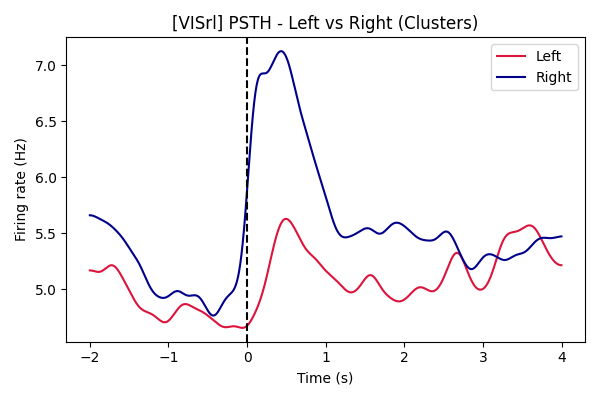 [VISrl] PSTH - Left vs Right (Clusters)
Firing rate (Hz)
7.0
6.5
6.0
5.5
5.0
Left
Right
−2 −1 0 1 2 3 4
Time (s)